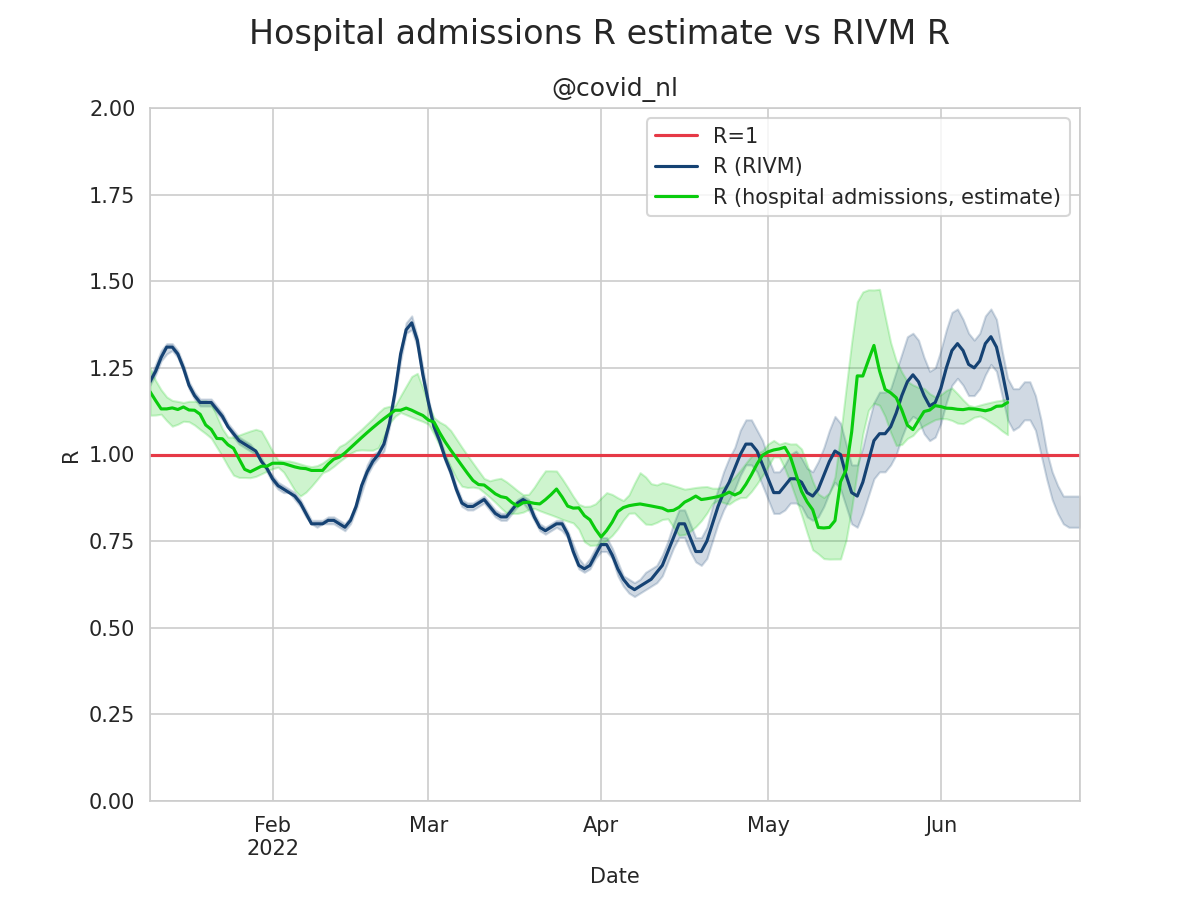 Hospital admissions R estimate vs RIVM R
@covid_nl
R=1
R (RIVM)
R (hospital admissions, estimate)
2.00
1.75
1.50
1.25
1.00
0.75
0.50
0.25
0.00
R
Feb
2022
Mar
Apr
May
Jun
Date